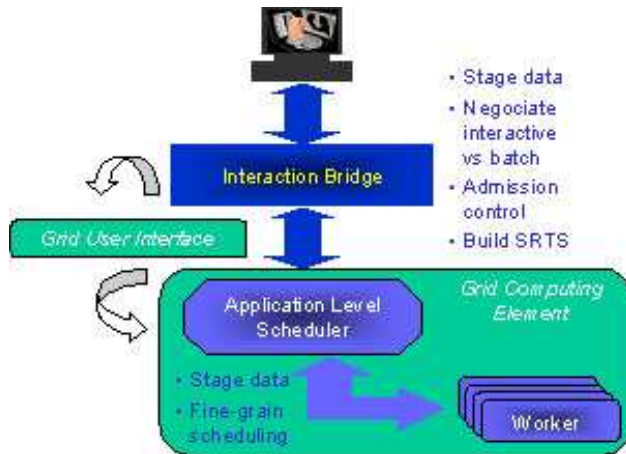 • Stage data
• Negociate
interactive
vs batch
• Admission
control
• Build SRTS
Interaction Bridge
Grid User Interface
Application Level
Scheduler
Grid Computing
Element
• Stage data
• Fine-grain
scheduling
Worker